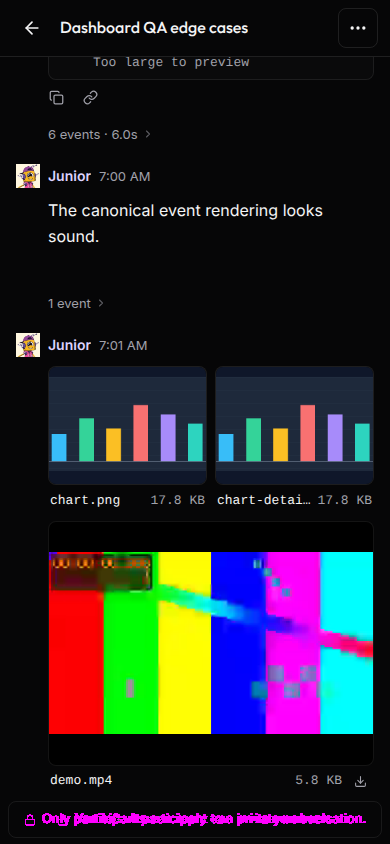 Dashboard QA edge cases
Too large to preview
6 events · 6.0s
Junior 7:00 AM
The canonical event rendering looks
sound.
1 event
Junior 7:01 AM
chart.png 17.8 KB chart-detai… 17.8 KB
demo.mp4 5.8 KB